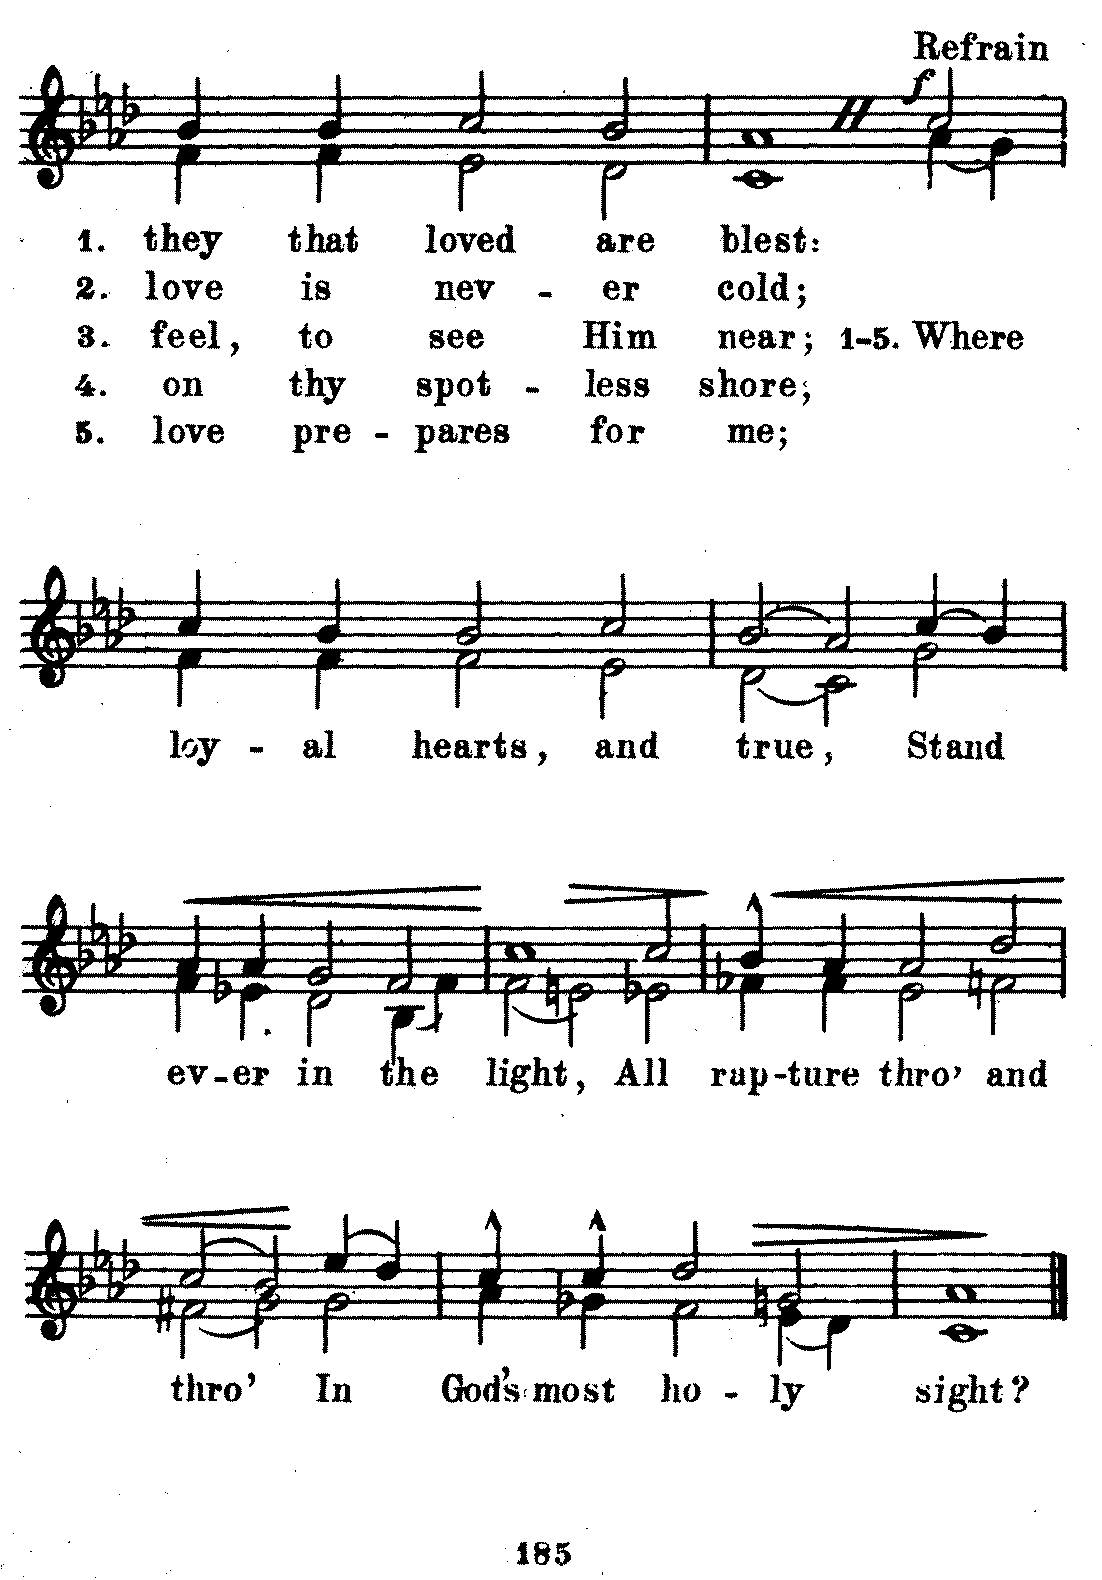 Refrain
f
1. they that loved are blest:
2. love is nev - er cold;
3. feel, to see Him near; 1-5. Where
4. on thy spot - less shore;
5. love pre - pares for me;
loy - al hearts, and true, Stand
ev-er in the light, All rap-ture thro' and
thro' In God's most ho - ly sight?
185